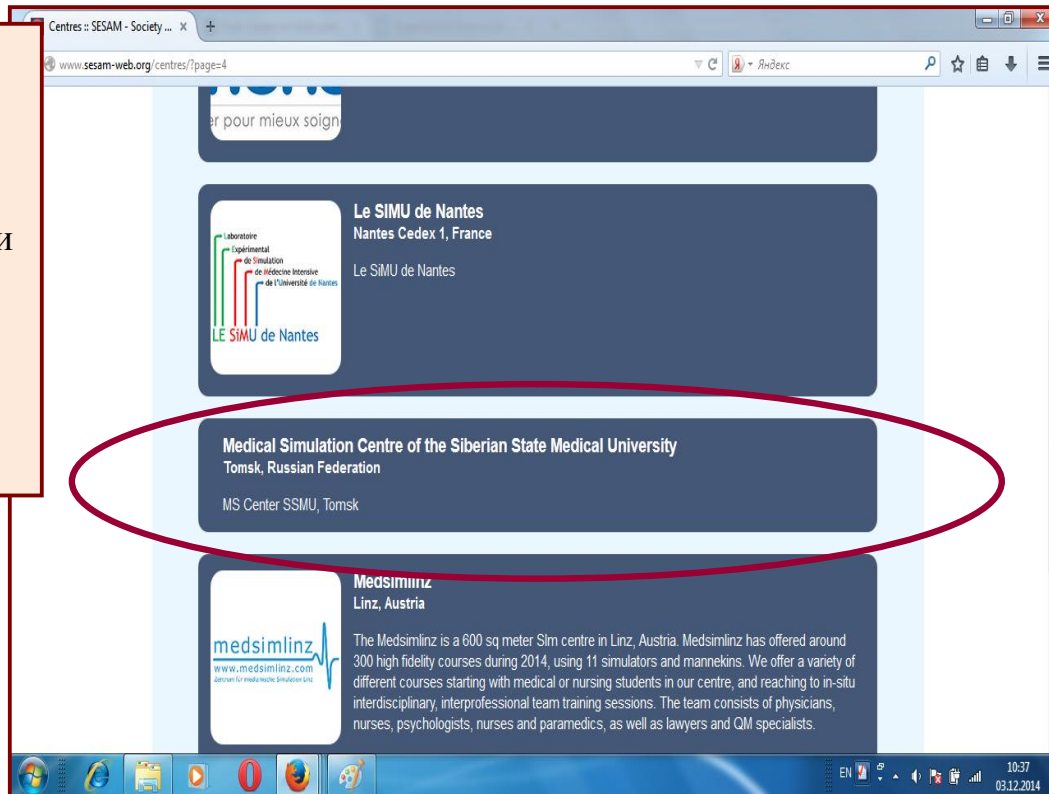 Centres :: SESAM - Society ...
www.sesam-web.org/centres/?page=4
Яндекс
и
er pour mieux soign
Laboratoire
Expérimental
de Simulation
de Médecine Intensive
de l'Université de Nantes
LE SiMU de Nantes
Le SIMU de Nantes
Nantes Cedex 1, France
Le SiMU de Nantes
Medical Simulation Centre of the Siberian State Medical University
Tomsk, Russian Federation
MS Center SSMU, Tomsk
medsimlinz
www.medsimlinz.com
Zentrum für medizinische Simulation Linz
Medsimlinz
Linz, Austria
The Medsimlinz is a 600 sq meter SIm centre in Linz, Austria. Medsimlinz has offered around
300 high fidelity courses during 2014, using 11 simulators and mannekins. We offer a variety of
different courses starting with medical or nursing students in our centre, and reaching to in-situ
interdisciplinary, interprofessional team training sessions. The team consists of physicians,
nurses, psychologists, nurses and paramedics, as well as lawyers and QM specialists.
EN
10:37
03.12.2014